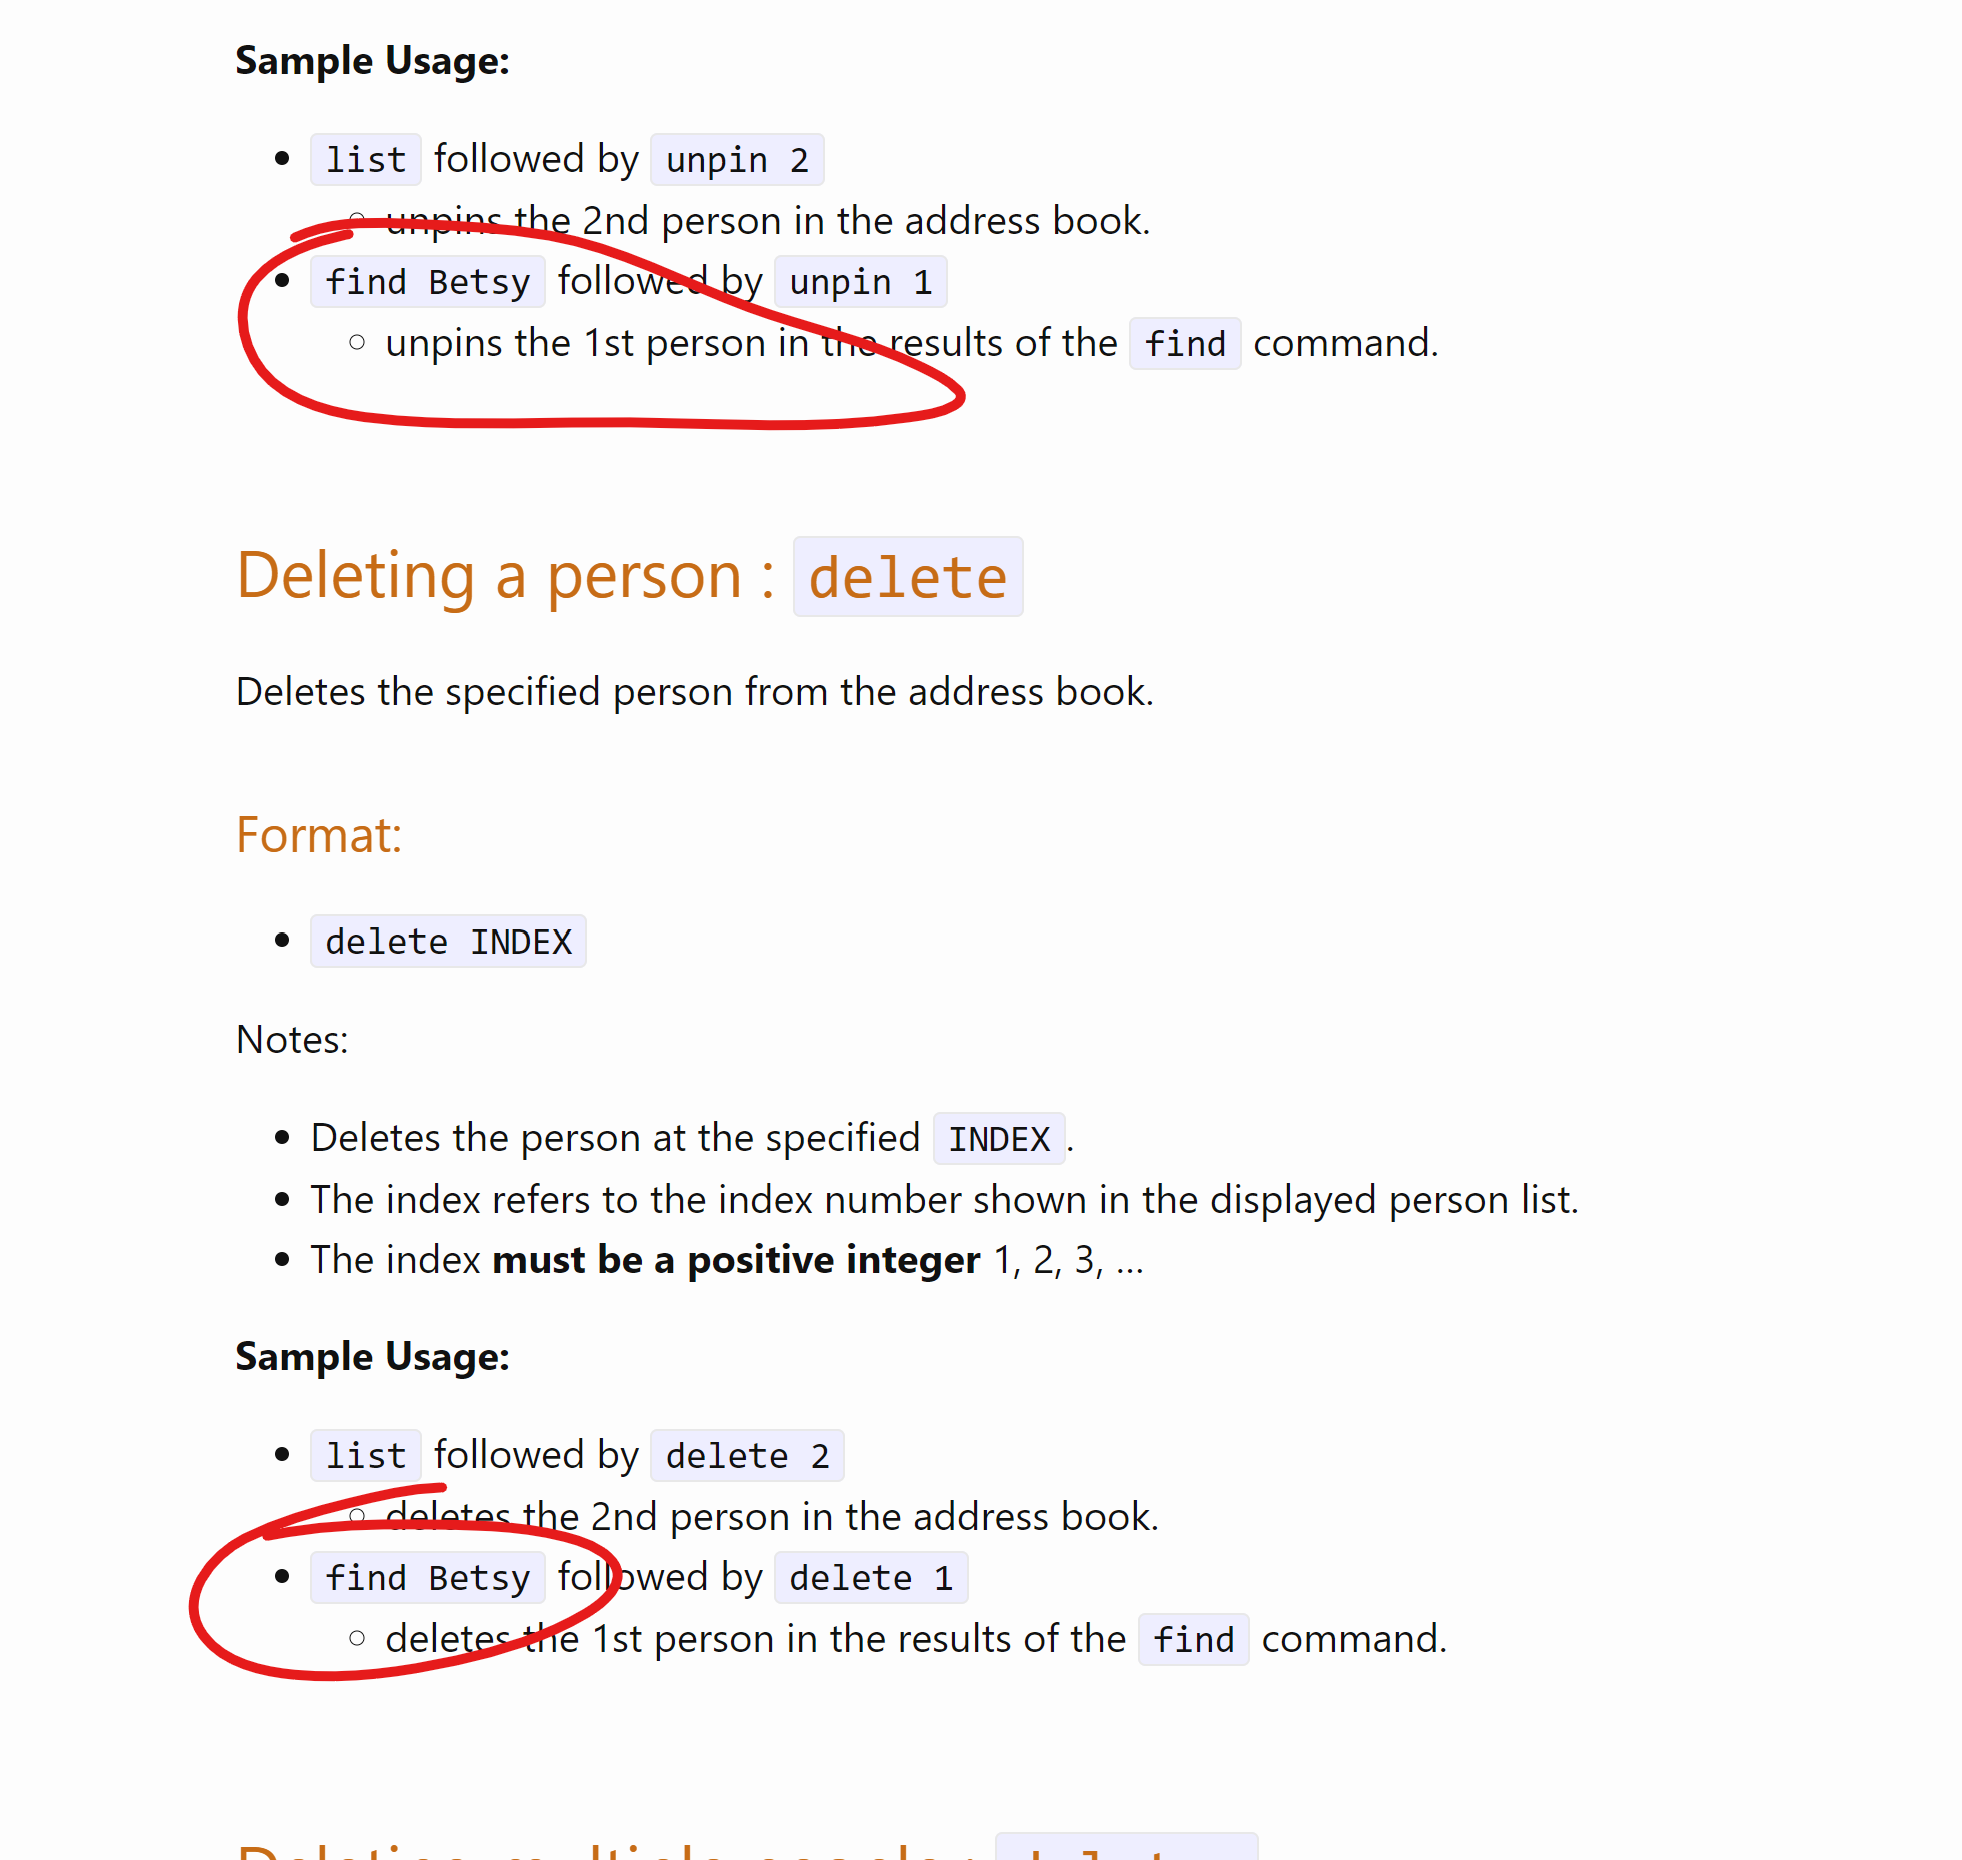 Sample Usage:
list followed by unpin 2
unpins the 2nd person in the address book.
find Betsy followed by unpin 1
unpins the 1st person in the results of the find command.
Deleting a person : delete
Deletes the specified person from the address book.
Format:
delete INDEX
Notes:
Deletes the person at the specified INDEX.
The index refers to the index number shown in the displayed person list.
The index must be a positive integer 1, 2, 3, …
Sample Usage:
list followed by delete 2
deletes the 2nd person in the address book.
find Betsy followed by delete 1
deletes the 1st person in the results of the find command.
Deleting multiple people :